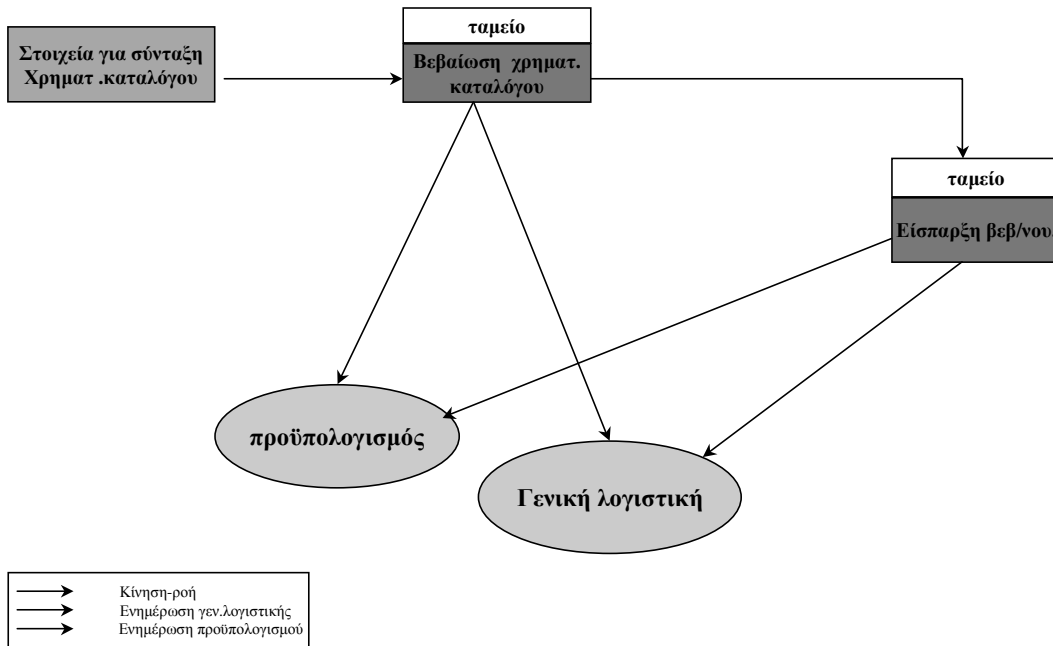 Στοιχεία για σύνταξη
Χρηματ .καταλόγου
ταμείο
Βεβαίωση χρηματ.
καταλόγου
ταμείο
Είσπαρξη βεβ/νου.
προϋπολογισμός
Γενική λογιστική
Κίνηση-ροή
Ενημέρωση γεν.λογιστικής
Ενημέρωση προϋπολογισμού